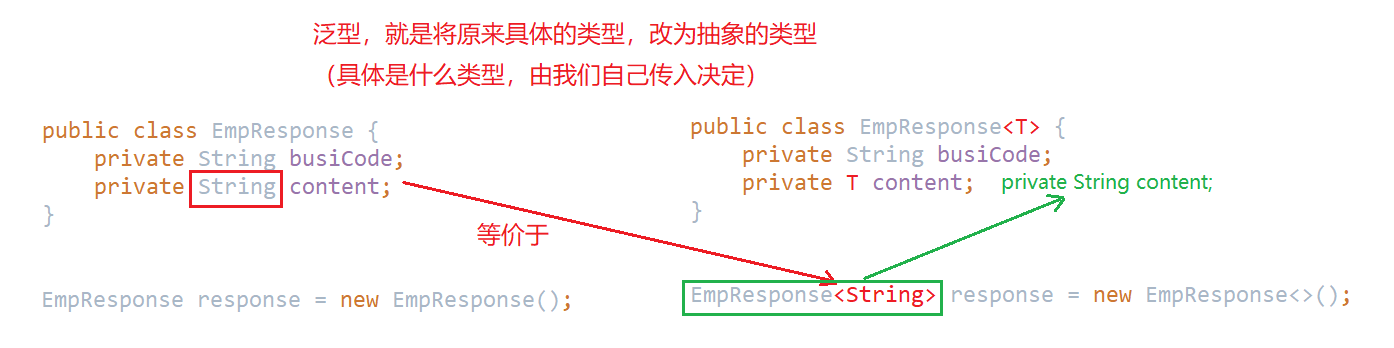 泛型，就是将原来具体的类型，改为抽象的类型
（具体是什么类型，由我们自己传入决定）
public class EmpResponse {
    private String busiCode;
    private String content;
}
等价于
EmpResponse response = new EmpResponse();
public class EmpResponse<T> {
    private String busiCode;
    private T content; private String content;
}
EmpResponse<String> response = new EmpResponse<>();